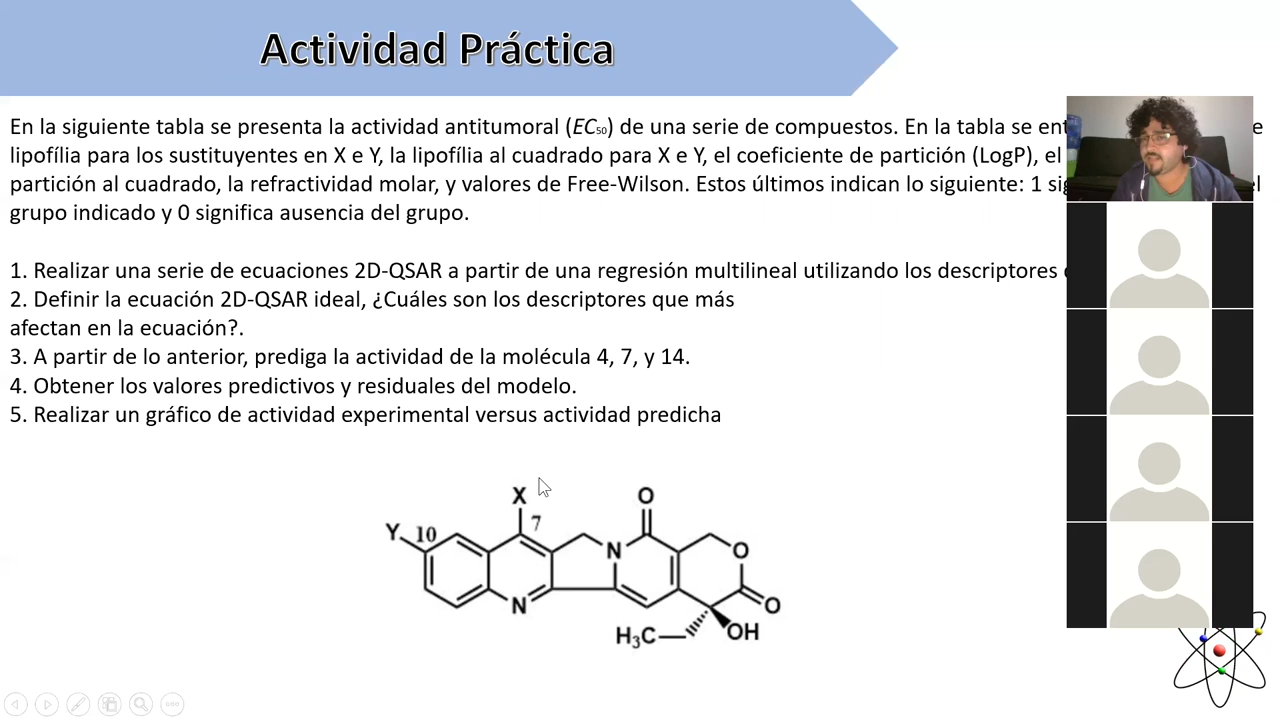 Actividad Práctica
En la siguiente tabla se presenta la actividad antitumoral (EC50) de una serie de compuestos. En la tabla se
lipofília para los sustituyentes en X e Y, la lipofília al cuadrado para X e Y, el coeficiente de partición (LogP), el
partición al cuadrado, la refractividad molar, y valores de Free-Wilson. Estos últimos indican lo siguiente: 1
grupo indicado y 0 significa ausencia del grupo.
1. Realizar una serie de ecuaciones 2D-QSAR a partir de una regresión multilineal utilizando los descriptores
2. Definir la ecuación 2D-QSAR ideal, ¿Cuáles son los descriptores que más
afectan en la ecuación?.
3. A partir de lo anterior, prediga la actividad de la molécula 4, 7, y 14.
4. Obtener los valores predictivos y residuales del modelo.
5. Realizar un gráfico de actividad experimental versus actividad predicha
X O
Y 10 7
N O
N O
H3C OH